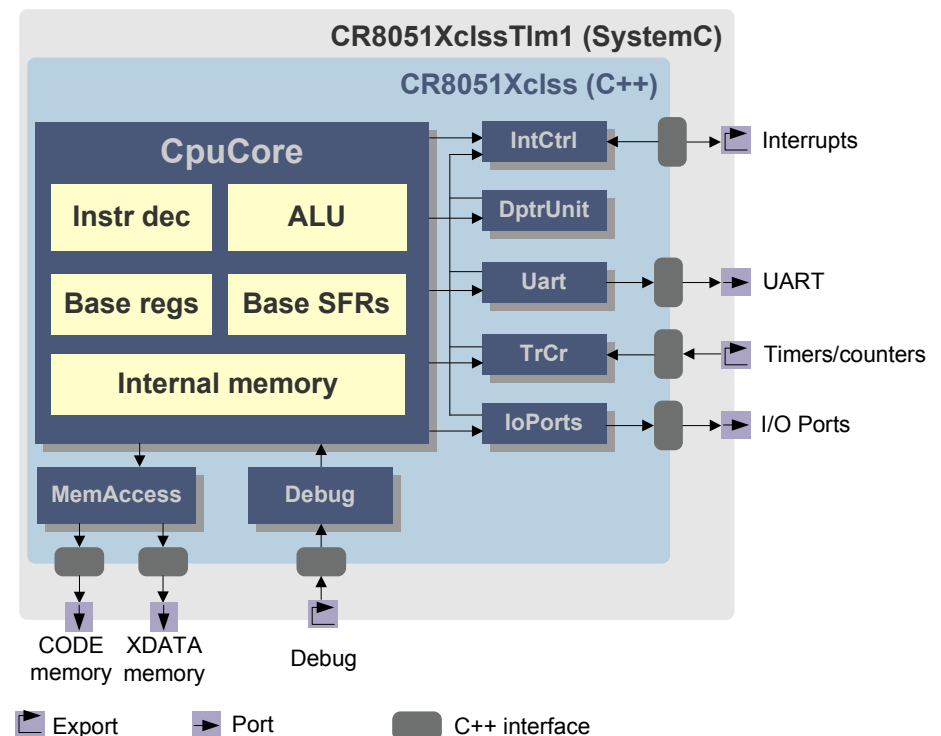 CR8051XclssTlm1 (SystemC)
CR8051Xclss (C++)
CpuCore
Instr dec
ALU
Base regs
Base SFRs
Internal memory
IntCtrl
DptrUnit
Uart
TrCr
IoPorts
Interrupts
UART
Timers/counters
I/O Ports
MemAccess
Debug
CODE
memory
XDATA
memory
Debug
Export
Port
C++ interface